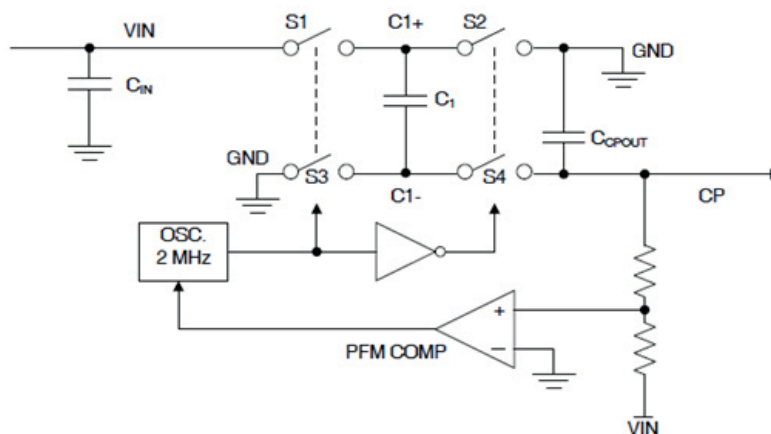 VIN
S1
C1+
S2
GND
CIN
C1
CCPOUT
GND
S3
C1-
S4
CP
OSC.
2 MHz
+
−
PFM COMP
VIN